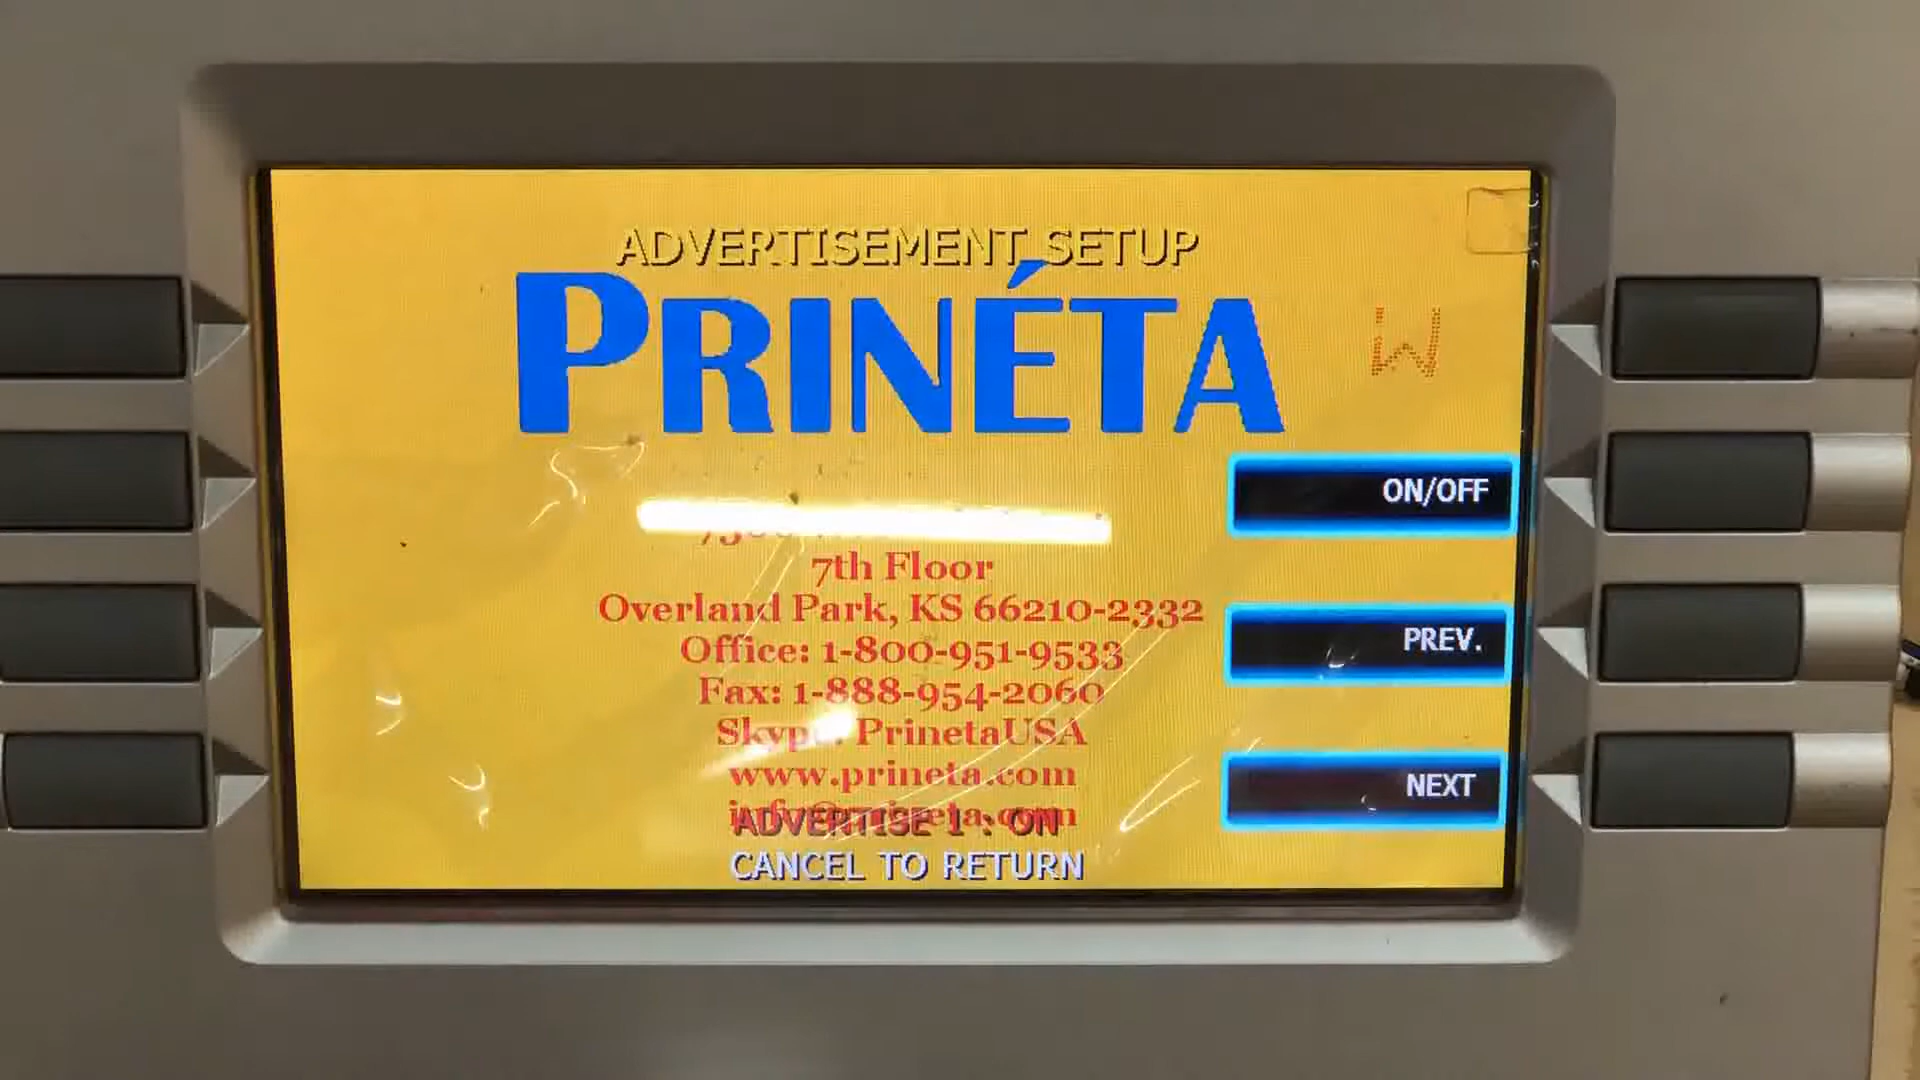 ADVERTISEMENT SETUP
PRINÉTA
W
ON/OFF
7th Floor
Overland Park, KS 66210-2332
Office: 1-800-951-9533
PREV.
Fax: 1-888-954-2060
Skype: PrinetaUSA
www.prineta.com
NEXT
info@prineta.com
ADVERTISE 1 : ON
CANCEL TO RETURN